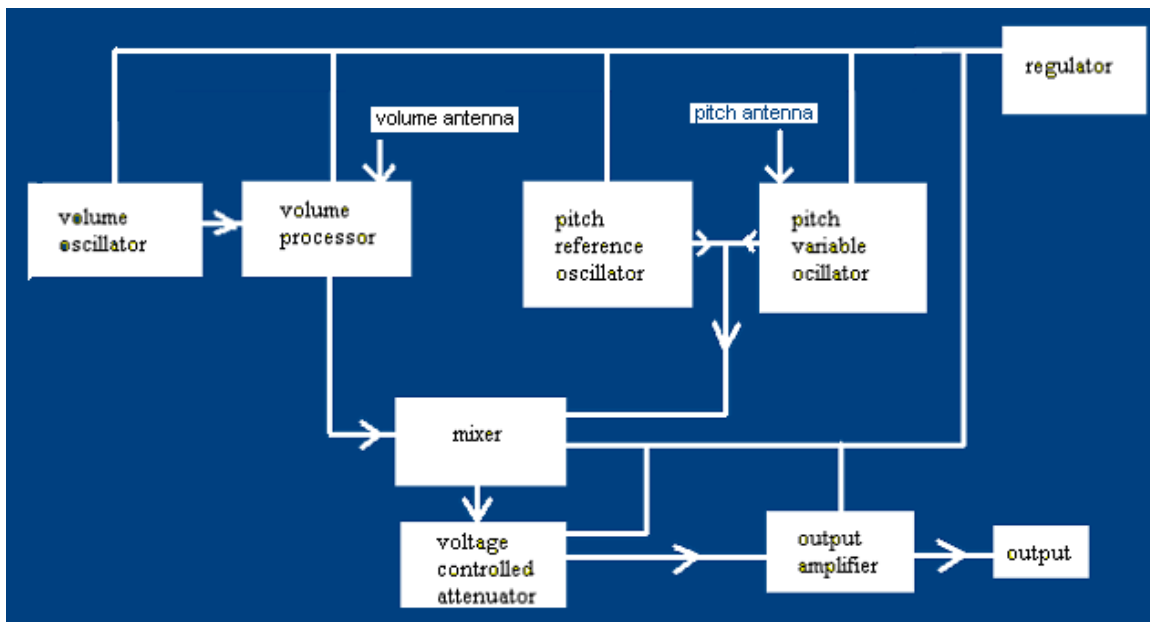 regulator
volume antenna
pitch antenna
volume
oscillator
volume
processor
pitch
reference
oscillator
pitch
variable
ocillator
mixer
voltage
controlled
attenuator
output
amplifier
output